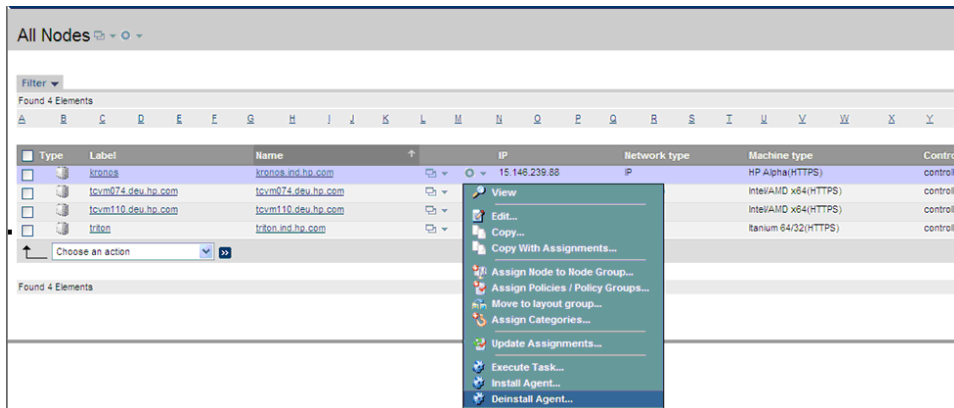 All Nodes
Filter
Found 4 Elements
A B C D E F G H I J K L M N O P Q R S T U V W X Y
Type Label Name IP Network type Machine type Contro
kronos kronos.ind.hp.com 15.146.239.88 IP HP Alpha(HTTPS) controll
tcvm074.deu.hp.com tcvm074.deu.hp.com Intel/AMD x64(HTTPS) controll
tcvm110.deu.hp.com tcvm110.deu.hp.com Intel/AMD x64(HTTPS) controll
triton triton.ind.hp.com Itanium 64/32(HTTPS) controll
Choose an action
Found 4 Elements
View
Edit...
Copy...
Copy With Assignments...
Assign Node to Node Group...
Assign Policies / Policy Groups...
Move to layout group...
Assign Categories...
Update Assignments...
Execute Task...
Install Agent...
Deinstall Agent...